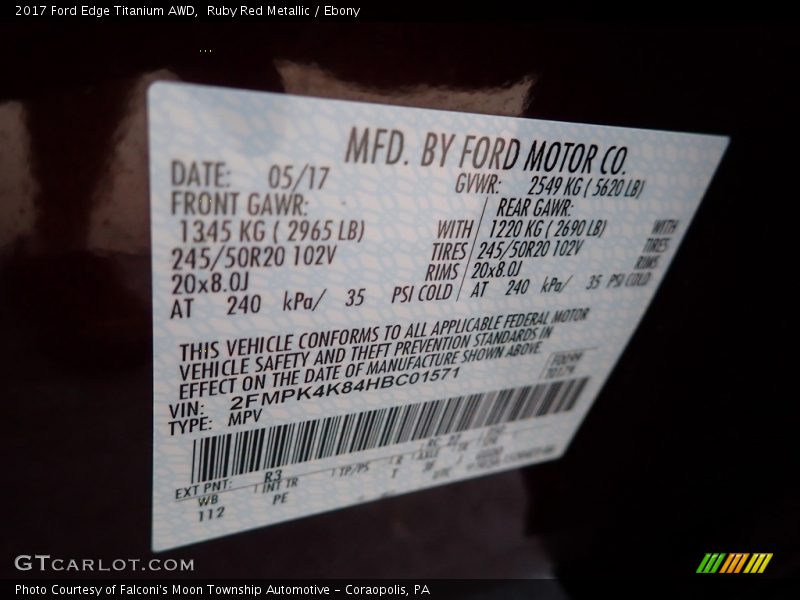 2017 Ford Edge Titanium AWD, Ruby Red Metallic / Ebony
MFD. BY FORD MOTOR CO.
DATE: 05/17 GVWR: 2549 KG ( 5620 LB)
FRONT GAWR: REAR GAWR:
1345 KG ( 2965 LB) WITH 1220 KG ( 2690 LB) WITH
245/50R20 102V TIRES 245/50R20 102V TIRES
20x8.0J RIMS 20x8.0J RIMS
AT 240 kPa/ 35 PSI COLD AT 240 kPa/ 35 PSI COLD
THIS VEHICLE CONFORMS TO ALL APPLICABLE FEDERAL MOTOR
VEHICLE SAFETY AND THEFT PREVENTION STANDARDS IN
EFFECT ON THE DATE OF MANUFACTURE SHOWN ABOVE
VIN: 2FMPK4K84HBC01571
TYPE: MPV
EXT PNT: R3
WB INT TR TP/PS R AXLE TR
112 PE
GTCARLOT.COM
Photo Courtesy of Falconi's Moon Township Automotive - Coraopolis, PA